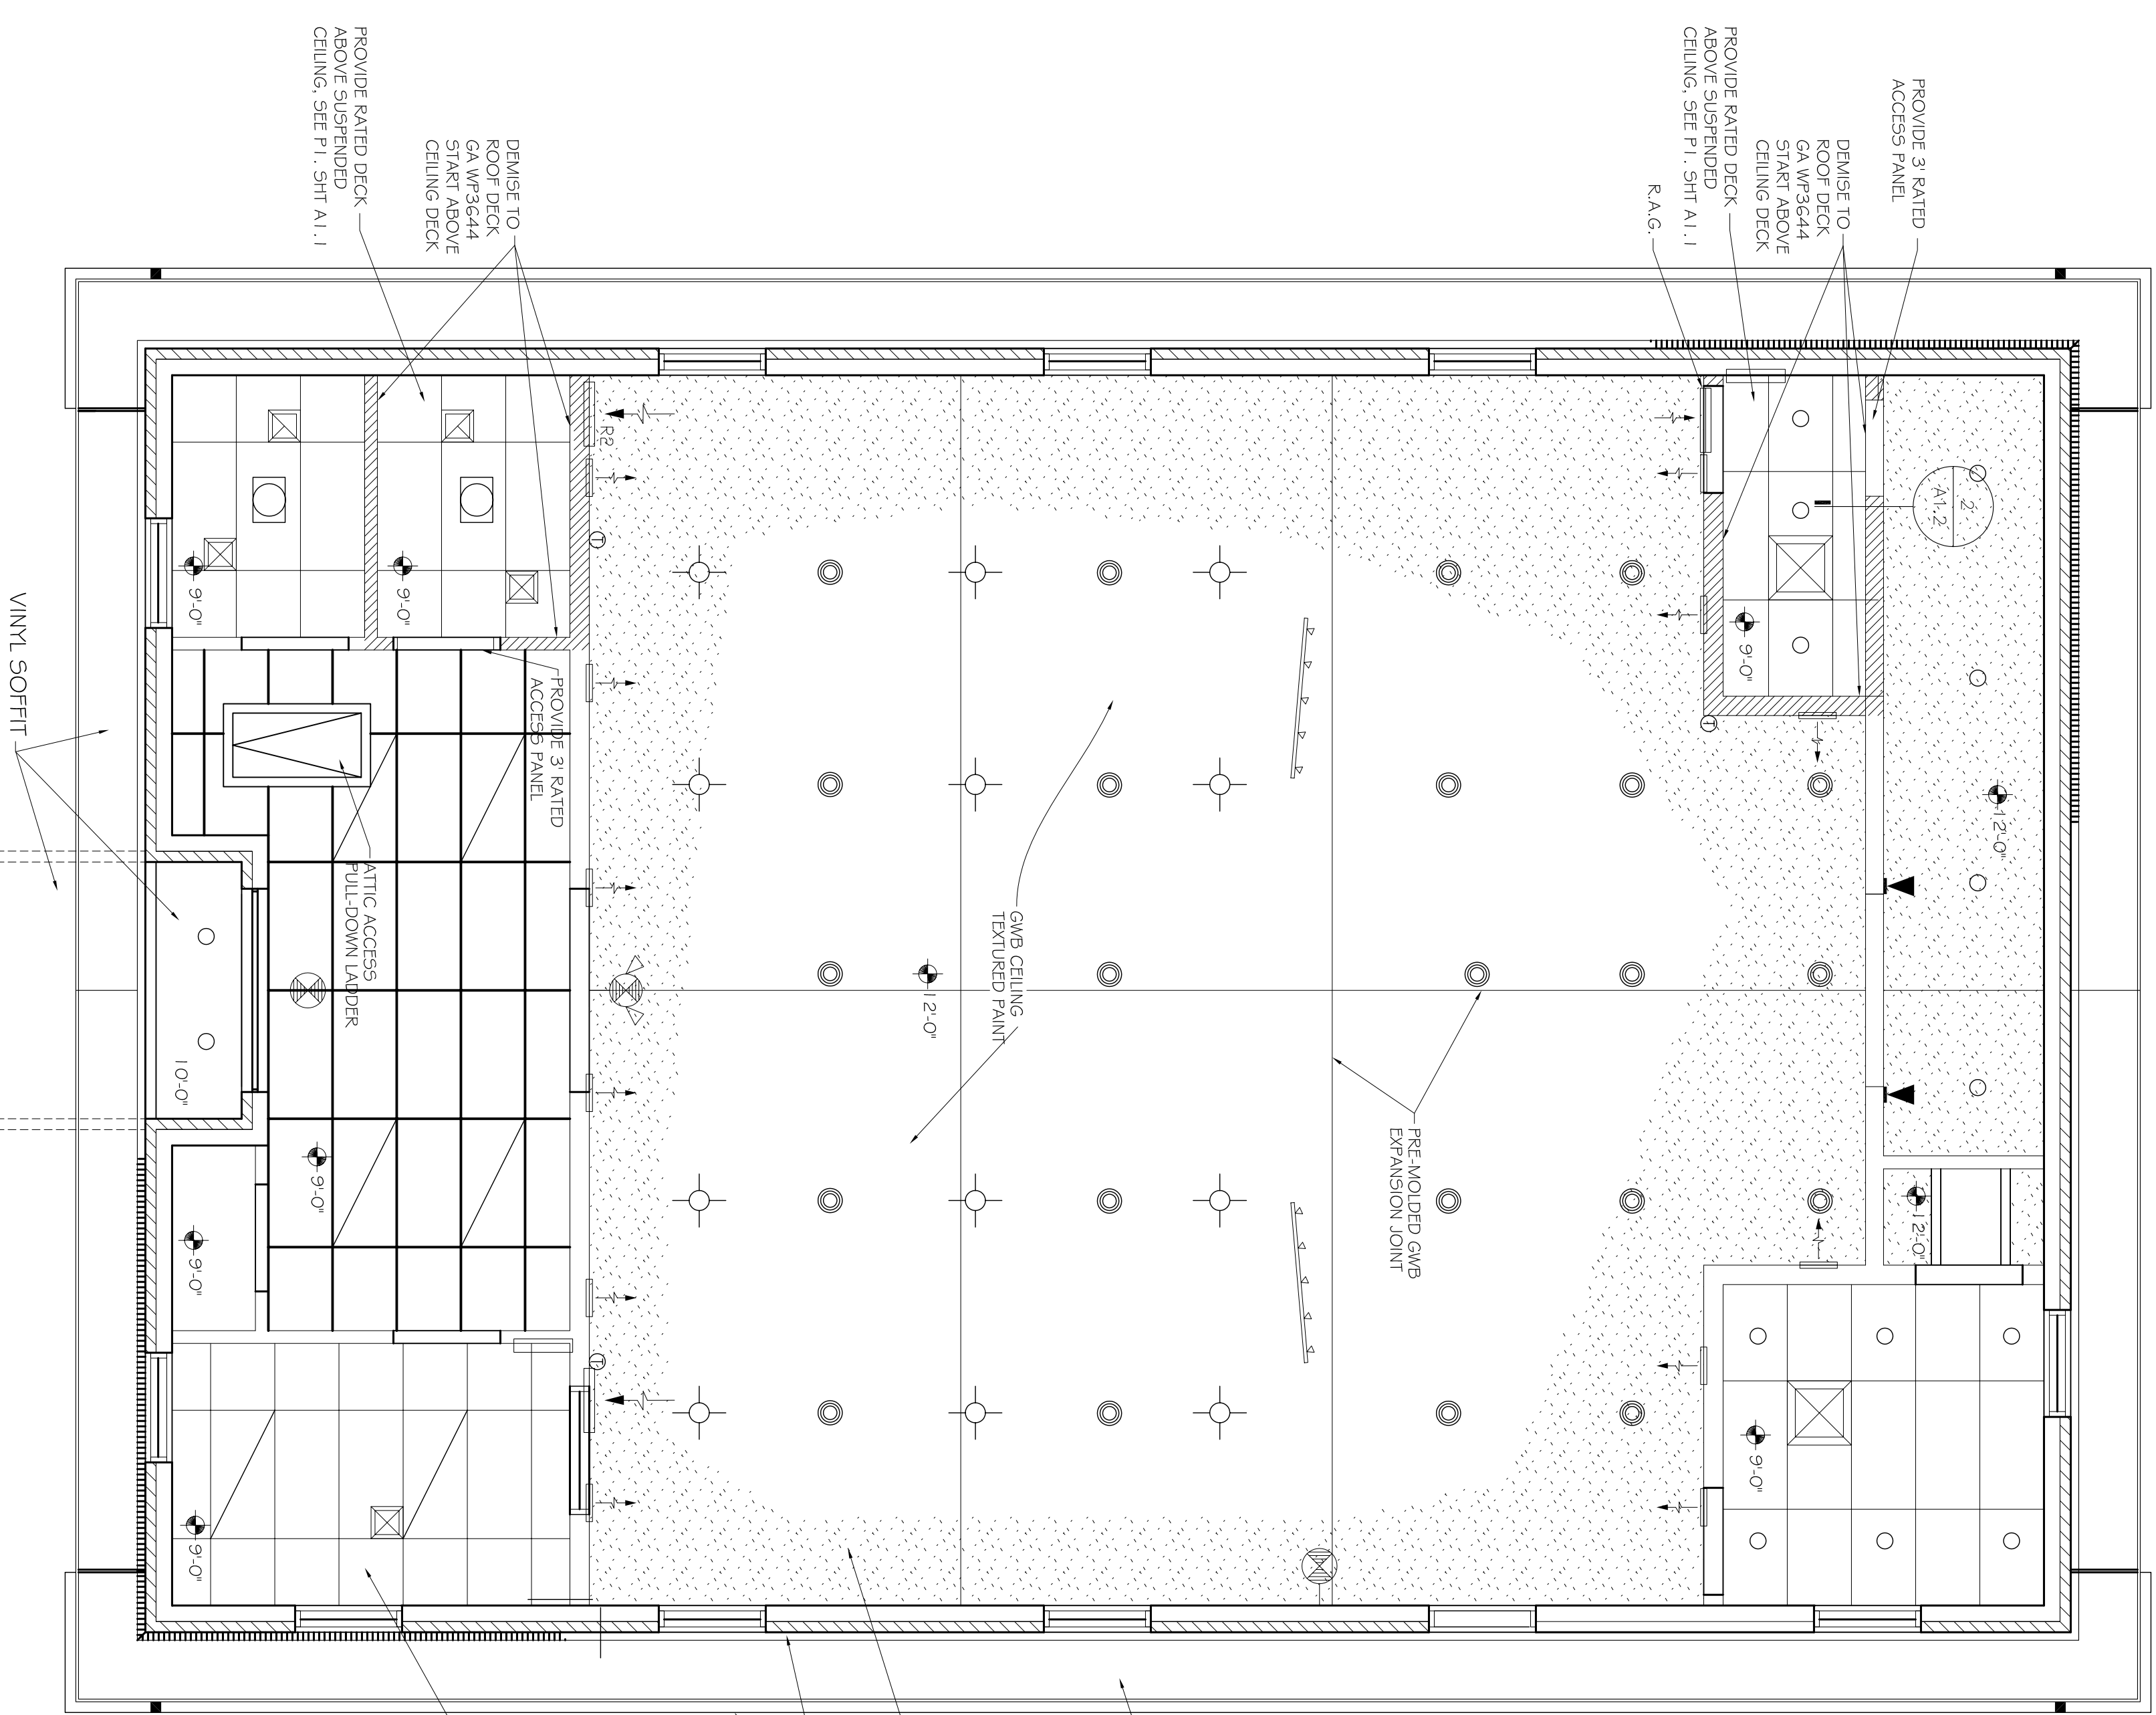 PROVIDE 3' RATED
ACCESS PANEL
DEMISE TO
ROOF DECK
GA WP3644
START ABOVE
CEILING DECK
PROVIDE RATED DECK
ABOVE SUSPENDED
CEILING, SEE P1. SHT A1.1
R.A.G.
DEMISE TO
ROOF DECK
GA WP3644
START ABOVE
CEILING DECK
PROVIDE RATED DECK
ABOVE SUSPENDED
CEILING, SEE P1. SHT A1.1
2
A1.2
12'-0"
9'-0"
T
R2
T
9'-0"
9'-0"
PROVIDE 3' RATED
ACCESS PANEL
VINYL SOFFIT
ATTIC ACCESS
PULL-DOWN LADDER
GWB CEILING
TEXTURED PAINT
12'-0"
10'-0"
PRE-MOLDED GWB
EXPANSION JOINT
12'-0"
9'-0"
9'-0"
T
9'-0"
9'-0"